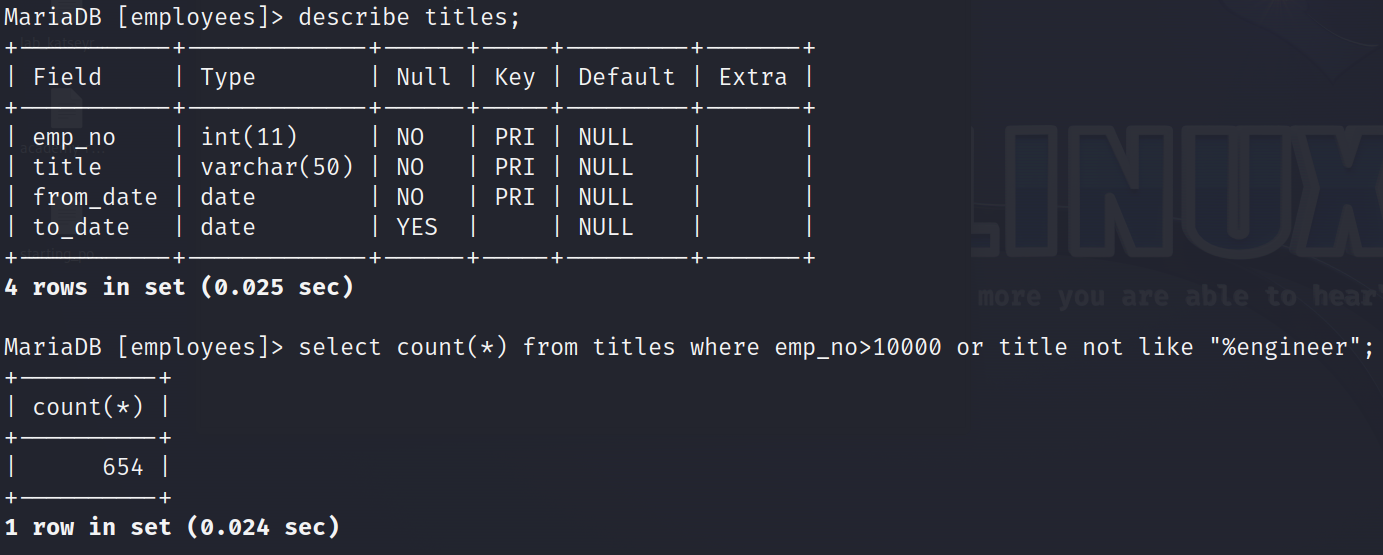 MariaDB [employees]> describe titles;
+-----------+-------------+------+-----+---------+-------+
| Field     | Type        | Null | Key | Default | Extra |
+-----------+-------------+------+-----+---------+-------+
| emp_no    | int(11)     | NO   | PRI | NULL    |       |
| title     | varchar(50) | NO   | PRI | NULL    |       |
| from_date | date        | NO   | PRI | NULL    |       |
| to_date   | date        | YES  |     | NULL    |       |
+-----------+-------------+------+-----+---------+-------+
4 rows in set (0.025 sec)
MariaDB [employees]> select count(*) from titles where emp_no>10000 or title not like "%engineer";
+----------+
| count(*) |
+----------+
|      654 |
+----------+
1 row in set (0.024 sec)
LINUX
more you are able to hear"